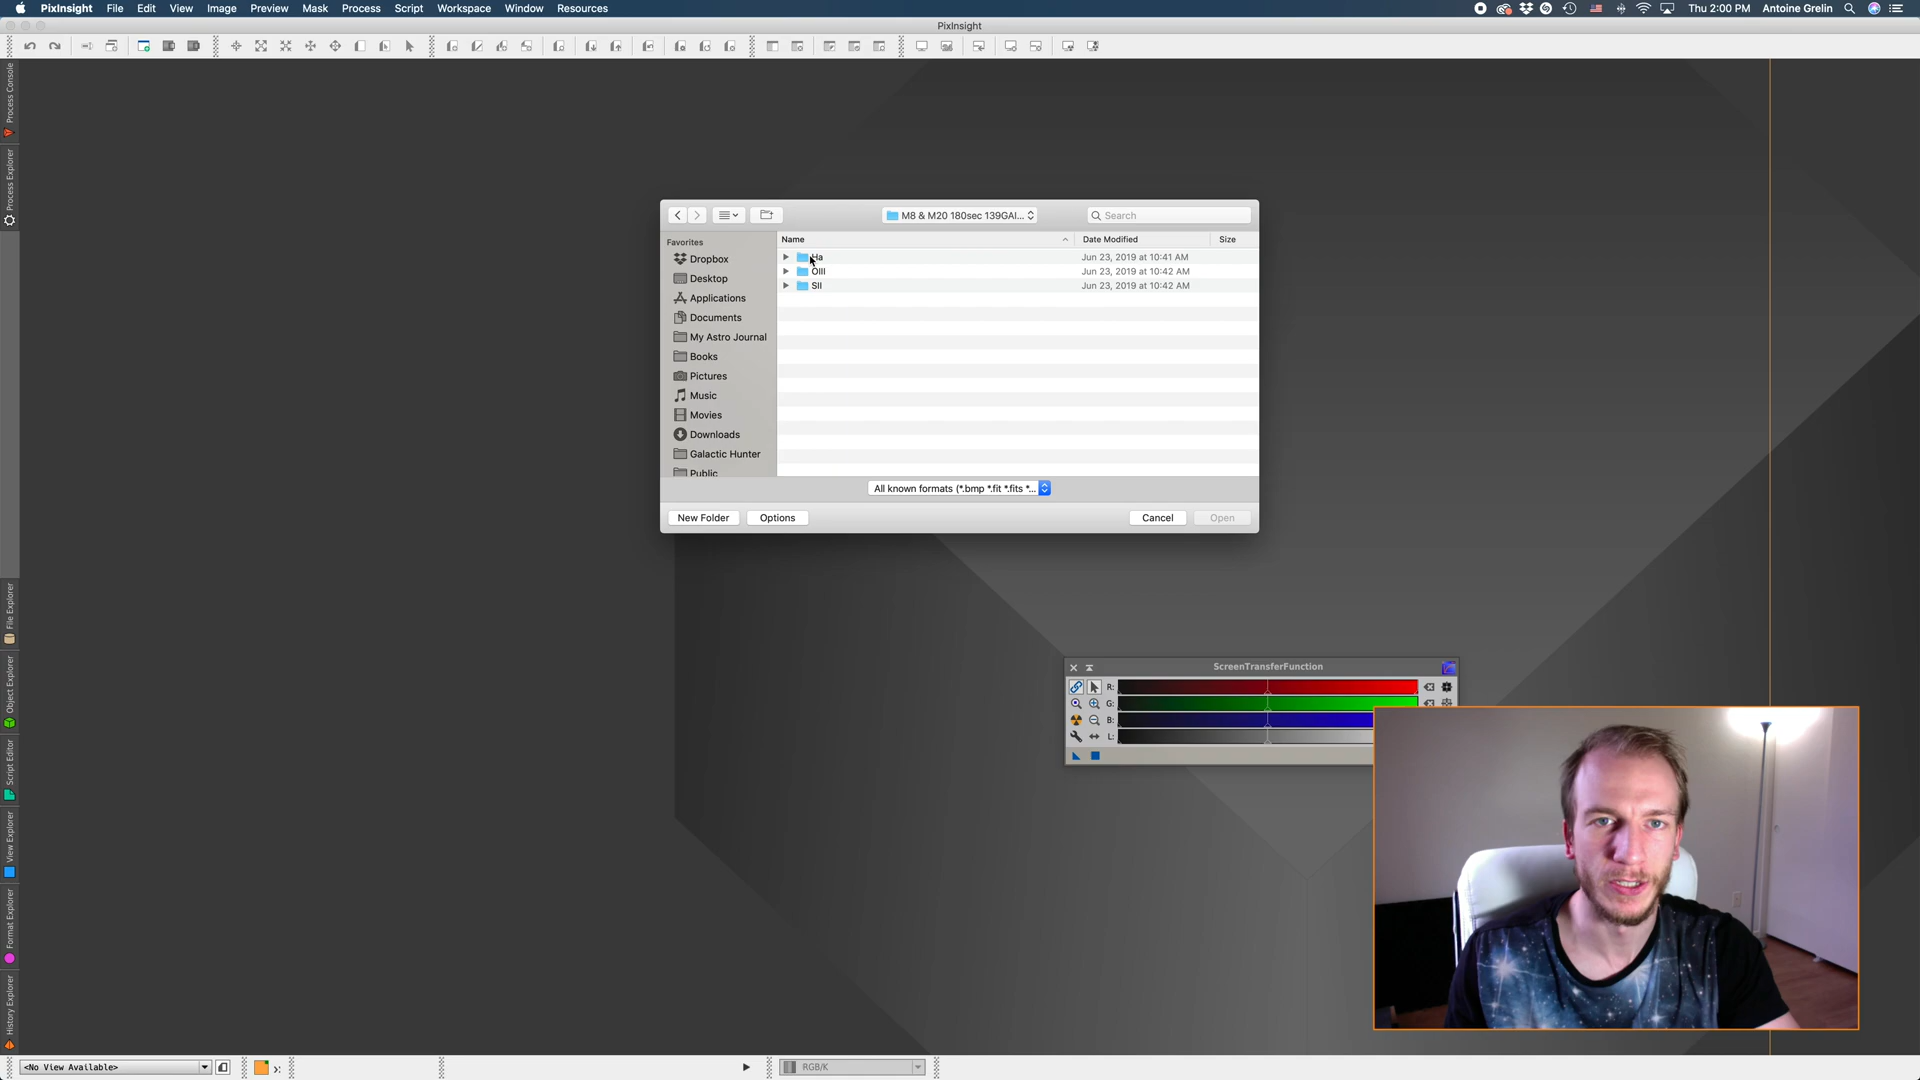 PixInsight File Edit View Image Preview Mask Process Script Workspace Window Resources Thu 2:00 PM Antoine Grelin
PixInsight
Process Console
Process Explorer
File Explorer
Object Explorer
Script Editor
View Explorer
Format Explorer
History Explorer
M8 & M20 180sec 139GAI...
Search
Favorites
Dropbox
Desktop
Applications
Documents
My Astro Journal
Books
Pictures
Music
Movies
Downloads
Galactic Hunter
Public
Name Date Modified Size
Ha Jun 23, 2019 at 10:41 AM
OIII Jun 23, 2019 at 10:42 AM
SII Jun 23, 2019 at 10:42 AM
All known formats (*.bmp *.fit *.fits *...
New Folder Options Cancel Open
ScreenTransferFunction
R:
G:
B:
L:
<No View Available> RGB/K